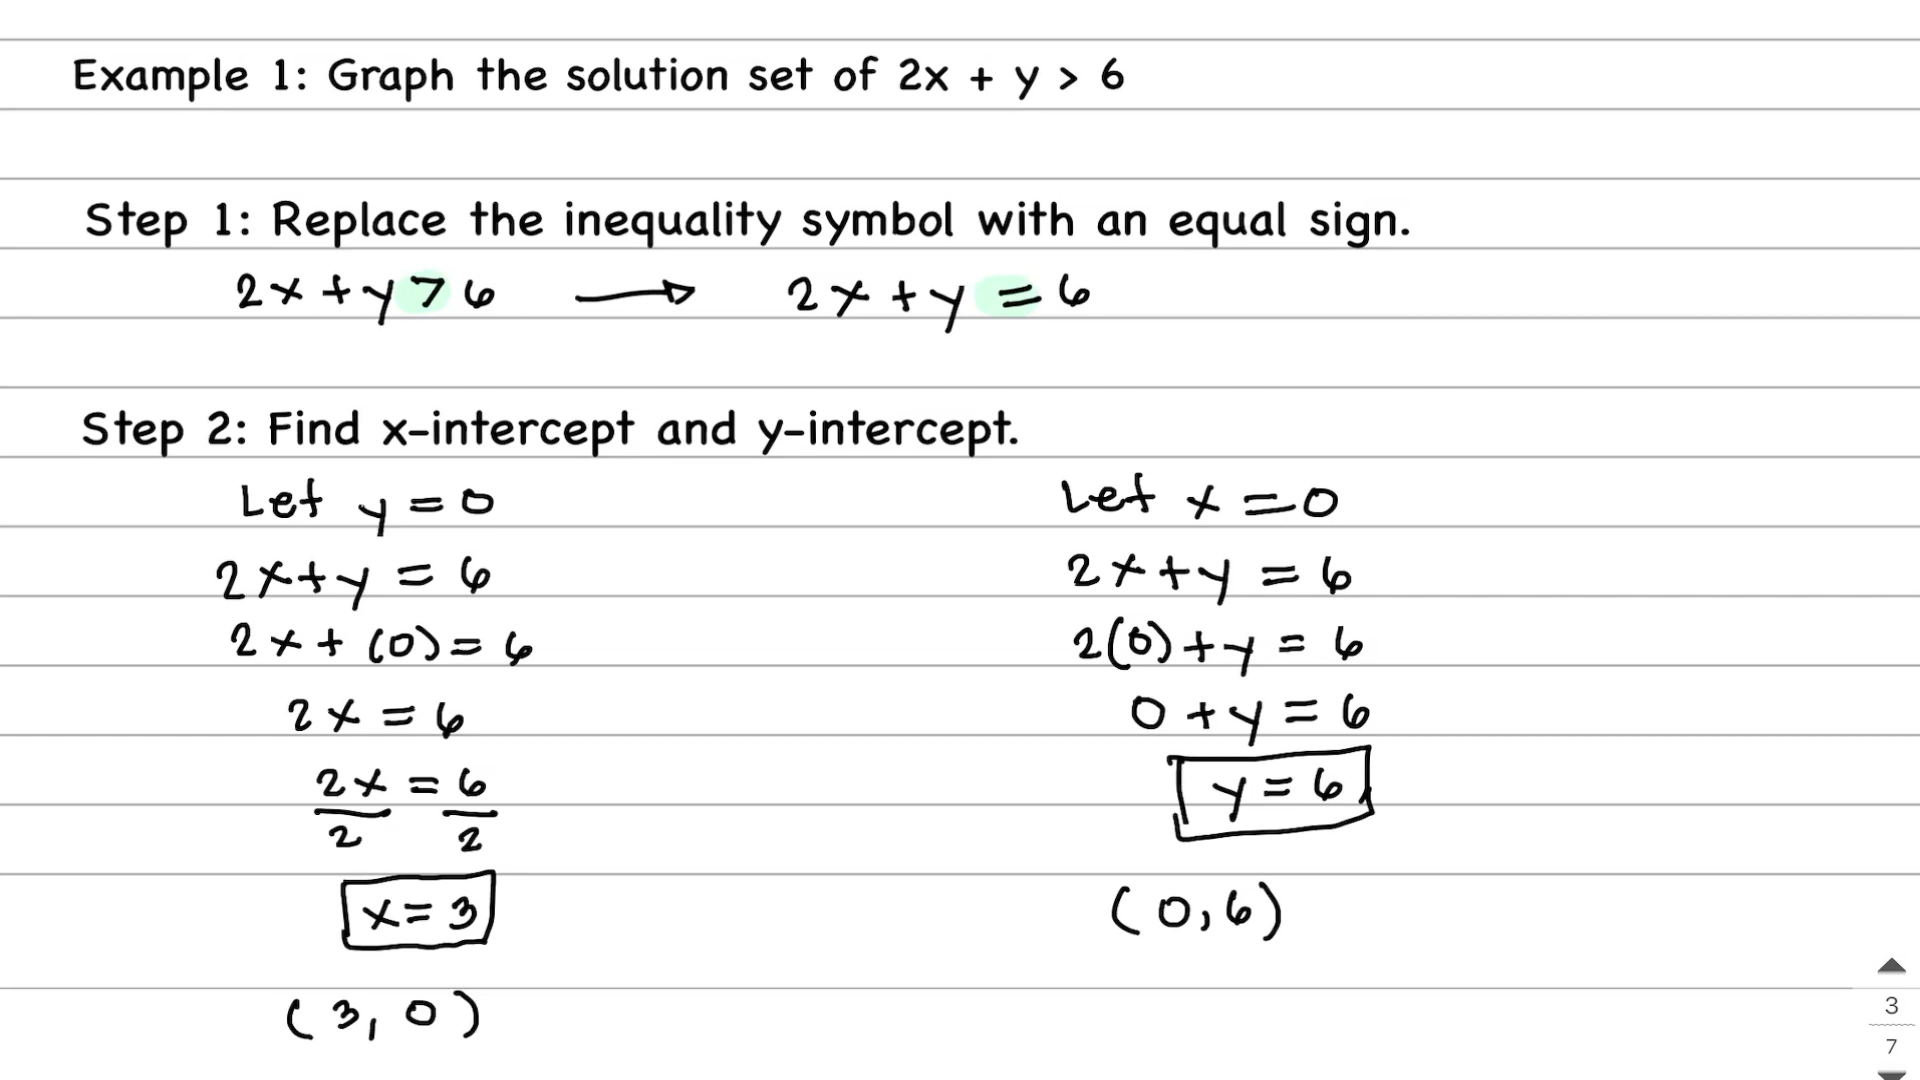 Example 1: Graph the solution set of 2x + y > 6
Step 1: Replace the inequality symbol with an equal sign.
2x + y > 6 → 2x + y = 6
Step 2: Find x-intercept and y-intercept.
Let y = 0
2x + y = 6
2x + (0) = 6
2x = 6
2x/2 = 6/2
x = 3
(3, 0)
Let x = 0
2x + y = 6
2(0) + y = 6
0 + y = 6
y = 6
(0, 6)
3
7